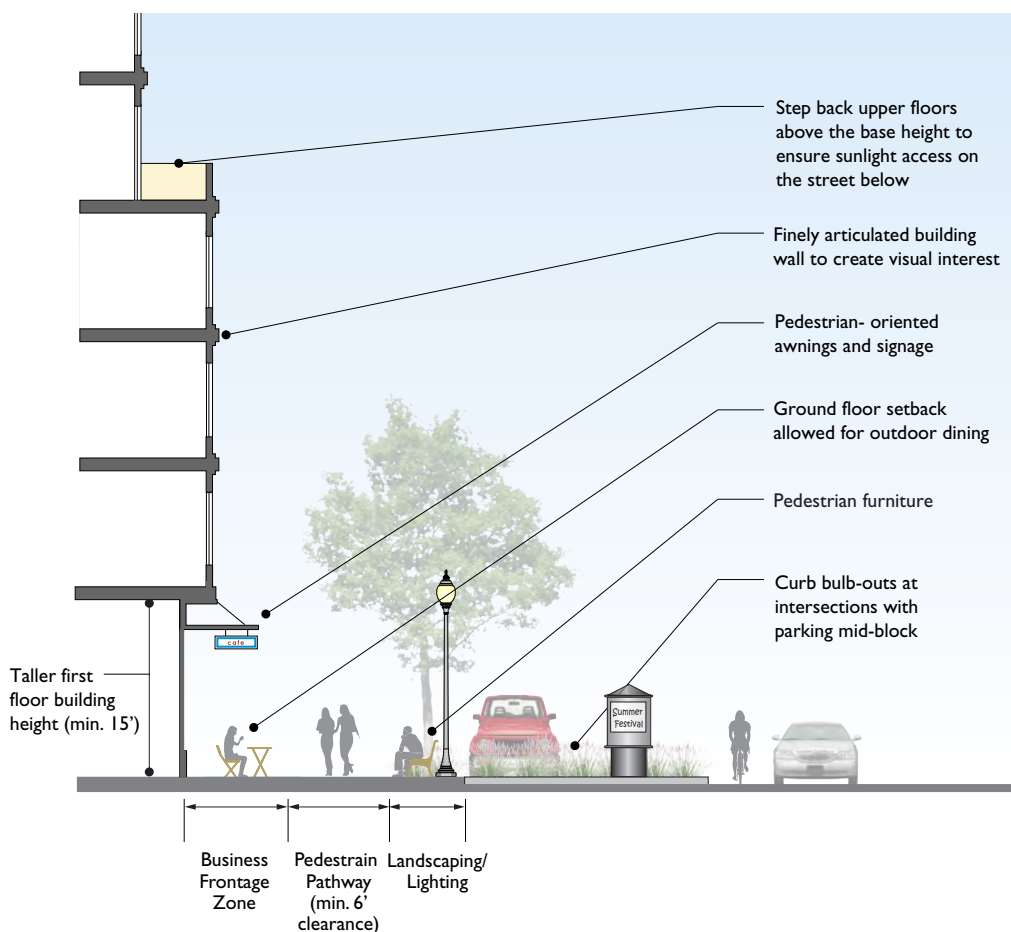 Step back upper floors
above the base height to
ensure sunlight access on
the street below
Finely articulated building
wall to create visual interest
Pedestrian- oriented
awnings and signage
Ground floor setback
allowed for outdoor dining
Pedestrian furniture
Curb bulb-outs at
intersections with
parking mid-block
cafe
Taller first
floor building
height (min. 15’)
Summer
Festival
Business
Frontage
Zone
Pedestrain
Pathway
(min. 6’
clearance)
Landscaping/
Lighting